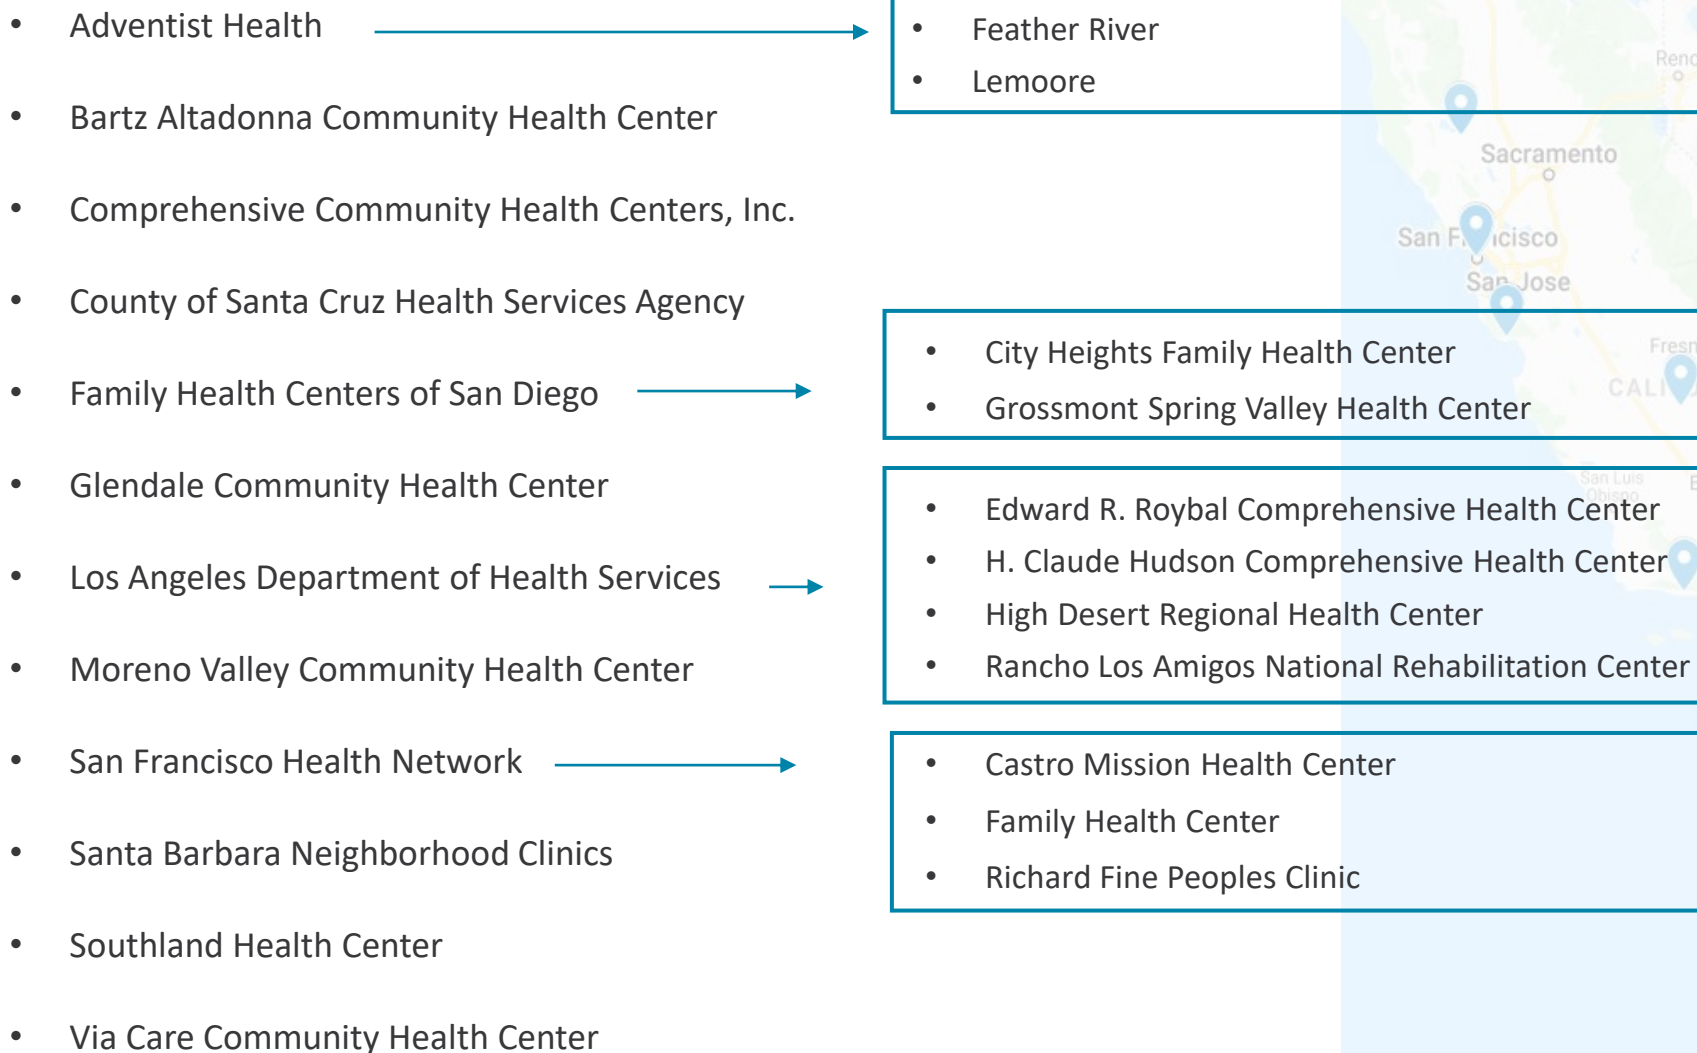 • Adventist Health
• Bartz Altadonna Community Health Center
• Comprehensive Community Health Centers, Inc.
• County of Santa Cruz Health Services Agency
• Family Health Centers of San Diego
• Glendale Community Health Center
• Los Angeles Department of Health Services
• Moreno Valley Community Health Center
• San Francisco Health Network
• Santa Barbara Neighborhood Clinics
• Southland Health Center
• Via Care Community Health Center
• Feather River
• Lemoore
• City Heights Family Health Center
• Grossmont Spring Valley Health Center
• Edward R. Roybal Comprehensive Health Center
• H. Claude Hudson Comprehensive Health Center
• High Desert Regional Health Center
• Rancho Los Amigos National Rehabilitation Center
• Castro Mission Health Center
• Family Health Center
• Richard Fine Peoples Clinic
Sacramento
San Jose
San Luis
Obispo